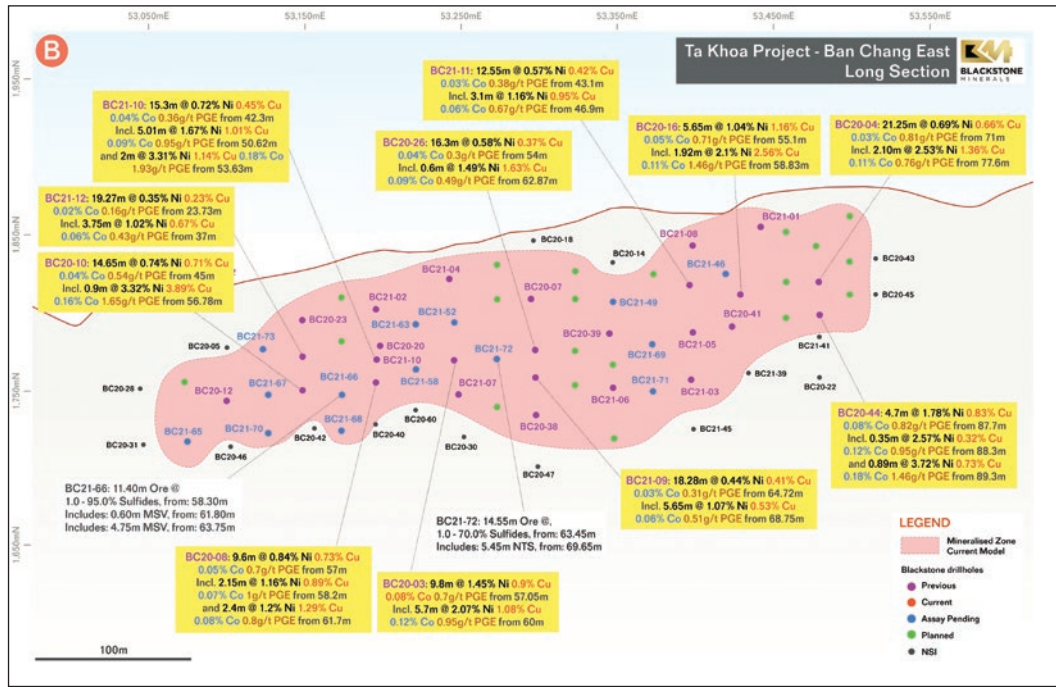 53,050mE 53,150mE 53,250mE 53,350mE 53,450mE 53,550mE
B
Ta Khoa Project - Ban Chang East
Long Section
BLACKSTONE
MINERALS
1,950mN
1,850mN
1,750mN
1,650mN
BC21-11: 12.55m @ 0.57% Ni 0.42% Cu
0.03% Co 0.38g/t PGE from 43.1m
Incl. 3.1m @ 1.16% Ni 0.95% Cu
0.06% Co 0.67g/t PGE from 46.9m
BC21-10: 15.3m @ 0.72% Ni 0.45% Cu
0.04% Co 0.36g/t PGE from 42.3m
Incl. 5.01m @ 1.67% Ni 1.01% Cu
0.09% Co 0.95g/t PGE from 50.62m
and 2m @ 3.31% Ni 1.14% Cu 0.18% Co
1.93g/t PGE from 53.63m
BC20-26: 16.3m @ 0.58% Ni 0.37% Cu
0.04% Co 0.3g/t PGE from 54m
Incl. 0.6m @ 1.49% Ni 1.63% Cu
0.09% Co 0.49g/t PGE from 62.87m
BC20-16: 5.65m @ 1.04% Ni 1.16% Cu
0.05% Co 0.71g/t PGE from 55.1m
Incl. 1.92m @ 2.1% Ni 2.56% Cu
0.11% Co 1.46g/t PGE from 58.83m
BC20-04: 21.25m @ 0.69% Ni 0.66% Cu
0.03% Co 0.81g/t PGE from 71m
Incl. 2.10m @ 2.53% Ni 1.36% Cu
0.11% Co 0.76g/t PGE from 77.6m
BC21-12: 19.27m @ 0.35% Ni 0.23% Cu
0.02% Co 0.16g/t PGE from 23.73m
Incl. 3.75m @ 1.02% Ni 0.67% Cu
0.06% Co 0.43g/t PGE from 37m
BC20-10: 14.65m @ 0.74% Ni 0.71% Cu
0.04% Co 0.54g/t PGE from 45m
Incl. 0.9m @ 3.32% Ni 3.89% Cu
0.16% Co 1.65g/t PGE from 56.78m
BC21-01
BC20-18
BC21-08
BC20-14
BC20-43
BC21-46
BC21-04
BC20-07
BC20-45
BC21-02
BC21-49
BC20-23
BC21-63
BC21-52
BC20-41
BC20-39
BC21-73
BC20-05
BC20-20
BC21-05
BC21-41
BC21-10
BC21-72
BC21-69
BC20-12
BC21-67
BC21-66
BC21-58
BC21-07
BC21-71
BC21-06
BC21-03
BC21-39
BC20-22
BC20-28
BC20-60
BC21-68
BC21-70
BC20-42
BC20-40
BC20-38
BC21-45
BC20-31
BC21-65
BC20-46
BC20-30
BC20-47
BC20-44: 4.7m @ 1.78% Ni 0.83% Cu
0.08% Co 0.82g/t PGE from 87.7m
Incl. 0.35m @ 2.57% Ni 0.32% Cu
0.12% Co 0.95g/t PGE from 88.3m
and 0.89m @ 3.72% Ni 0.73% Cu
0.18% Co 1.46g/t PGE from 89.3m
BC21-66: 11.40m Ore @
1.0 - 95.0% Sulfides, from: 58.30m
Includes: 0.60m MSV, from: 61.80m
Includes: 4.75m MSV, from: 63.75m
BC21-72: 14.55m Ore @,
1.0 - 70.0% Sulfides, from: 63.45m
Includes: 5.45m NTS, from: 69.65m
BC21-09: 18.28m @ 0.44% Ni 0.41% Cu
0.03% Co 0.31g/t PGE from 64.72m
Incl. 5.65m @ 1.07% Ni 0.53% Cu
0.06% Co 0.51g/t PGE from 68.75m
BC20-08: 9.6m @ 0.84% Ni 0.73% Cu
0.05% Co 0.7g/t PGE from 57m
Incl. 2.15m @ 1.16% Ni 0.89% Cu
0.07% Co 1g/t PGE from 58.2m
and 2.4m @ 1.2% Ni 1.29% Cu
0.08% Co 0.8g/t PGE from 61.7m
BC20-03: 9.8m @ 1.45% Ni 0.9% Cu
0.08% Co 0.7g/t PGE from 57.05m
Incl. 5.7m @ 2.07% Ni 1.08% Cu
0.12% Co 0.95g/t PGE from 60m
LEGEND
Mineralised Zone
Current Model
Blackstone drillholes
Previous
Current
Assay Pending
Planned
NSI
100m